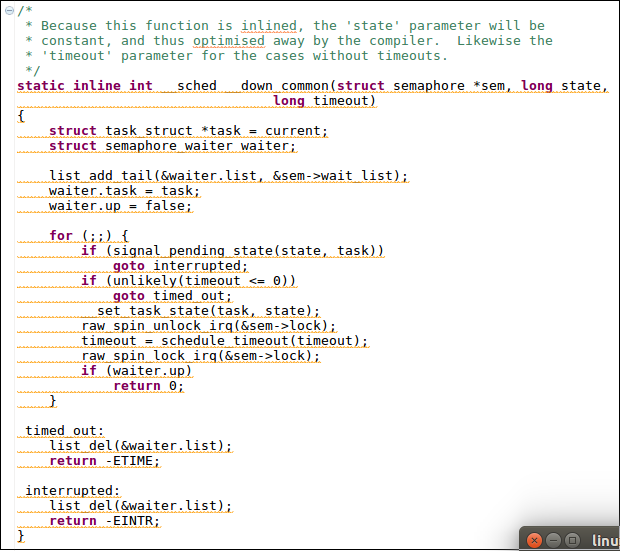 /*
 * Because this function is inlined, the 'state' parameter will be
 * constant, and thus optimised away by the compiler.  Likewise the
 * 'timeout' parameter for the cases without timeouts.
 */
static inline int __sched __down_common(struct semaphore *sem, long state,
                                long timeout)
{
    struct task_struct *task = current;
    struct semaphore_waiter waiter;

    list_add_tail(&waiter.list, &sem->wait_list);
    waiter.task = task;
    waiter.up = false;

    for (;;) {
        if (signal_pending_state(state, task))
            goto interrupted;
        if (unlikely(timeout <= 0))
            goto timed_out;
        __set_task_state(task, state);
        raw_spin_unlock_irq(&sem->lock);
        timeout = schedule_timeout(timeout);
        raw_spin_lock_irq(&sem->lock);
        if (waiter.up)
            return 0;
    }

 timed_out:
    list_del(&waiter.list);
    return -ETIME;

 interrupted:
    list_del(&waiter.list);
    return -EINTR;
}
linu